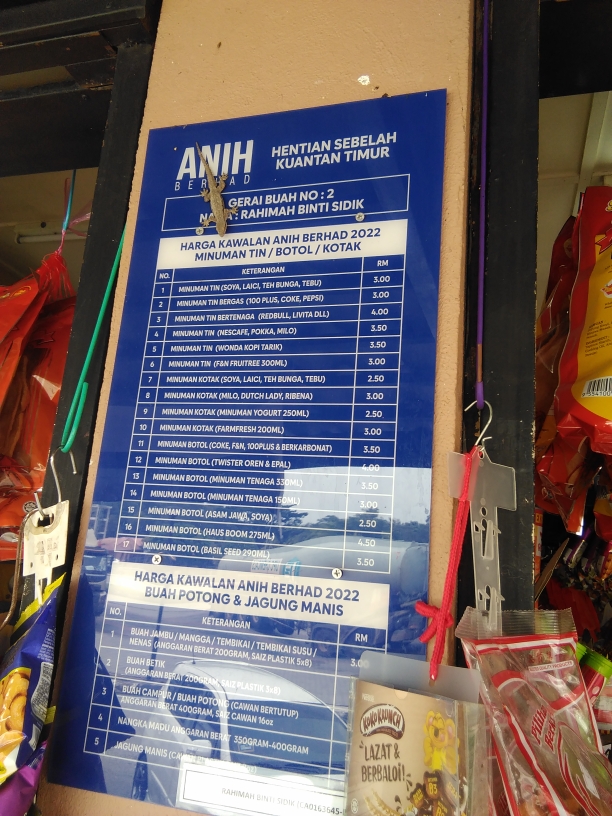 ANIH
BERHAD
HENTIAN SEBELAH
KUANTAN TIMUR
GERAI BUAH NO : 2
: RAHIMAH BINTI SIDIK
HARGA KAWALAN ANIH BERHAD 2022
MINUMAN TIN / BOTOL / KOTAK
NO. KETERANGAN RM
1 MINUMAN TIN (SOYA, LAICI, TEH BUNGA, TEBU) 3.00
2 MINUMAN TIN BERGAS (100 PLUS, COKE, PEPSI) 3.00
3 MINUMAN TIN BERTENAGA (REDBULL, LIVITA DLL) 4.00
4 MINUMAN TIN (NESCAFE, POKKA, MILO) 3.50
5 MINUMAN TIN (WONDA KOPI TARIK) 3.50
6 MINUMAN TIN (F&N FRUITREE 300ML) 3.00
7 MINUMAN KOTAK (SOYA, LAICI, TEH BUNGA, TEBU) 2.50
8 MINUMAN KOTAK (MILO, DUTCH LADY, RIBENA) 3.00
9 MINUMAN KOTAK (MINUMAN YOGURT 250ML) 2.50
10 MINUMAN KOTAK (FARMFRESH 200ML) 3.00
11 MINUMAN BOTOL (COKE, F&N, 100PLUS & BERKARBONAT) 3.50
12 MINUMAN BOTOL (TWISTER OREN & EPAL) 4.00
13 MINUMAN BOTOL (MINUMAN TENAGA 330ML) 3.50
14 MINUMAN BOTOL (MINUMAN TENAGA 150ML) 3.00
15 MINUMAN BOTOL (ASAM JAWA, SOYA) 2.50
16 MINUMAN BOTOL (HAUS BOOM 275ML) 4.50
17 MINUMAN BOTOL (BASIL SEED 290ML) 3.50
HARGA KAWALAN ANIH BERHAD 2022
BUAH POTONG & JAGUNG MANIS
NO. KETERANGAN RM
1 BUAH JAMBU / MANGGA / TEMBIKAI / TEMBIKAI SUSU /
NENAS (ANGGARAN BERAT 200GRAM, SAIZ PLASTIK 5x8) 3.00
2 BUAH BETIK
(ANGGARAN BERAT 200GRAM, SAIZ PLASTIK 5x8)
3 BUAH CAMPUR / BUAH POTONG (CAWAN BERTUTUP)
ANGGARAN BERAT 400GRAM, SAIZ CAWAN 16oz
4 NANGKA MADU ANGGARAN BERAT 350GRAM-400GRAM
5 JAGUNG MANIS
RAHIMAH BINTI
KOKO KRUNCH
LAZAT &
BERBALOI!